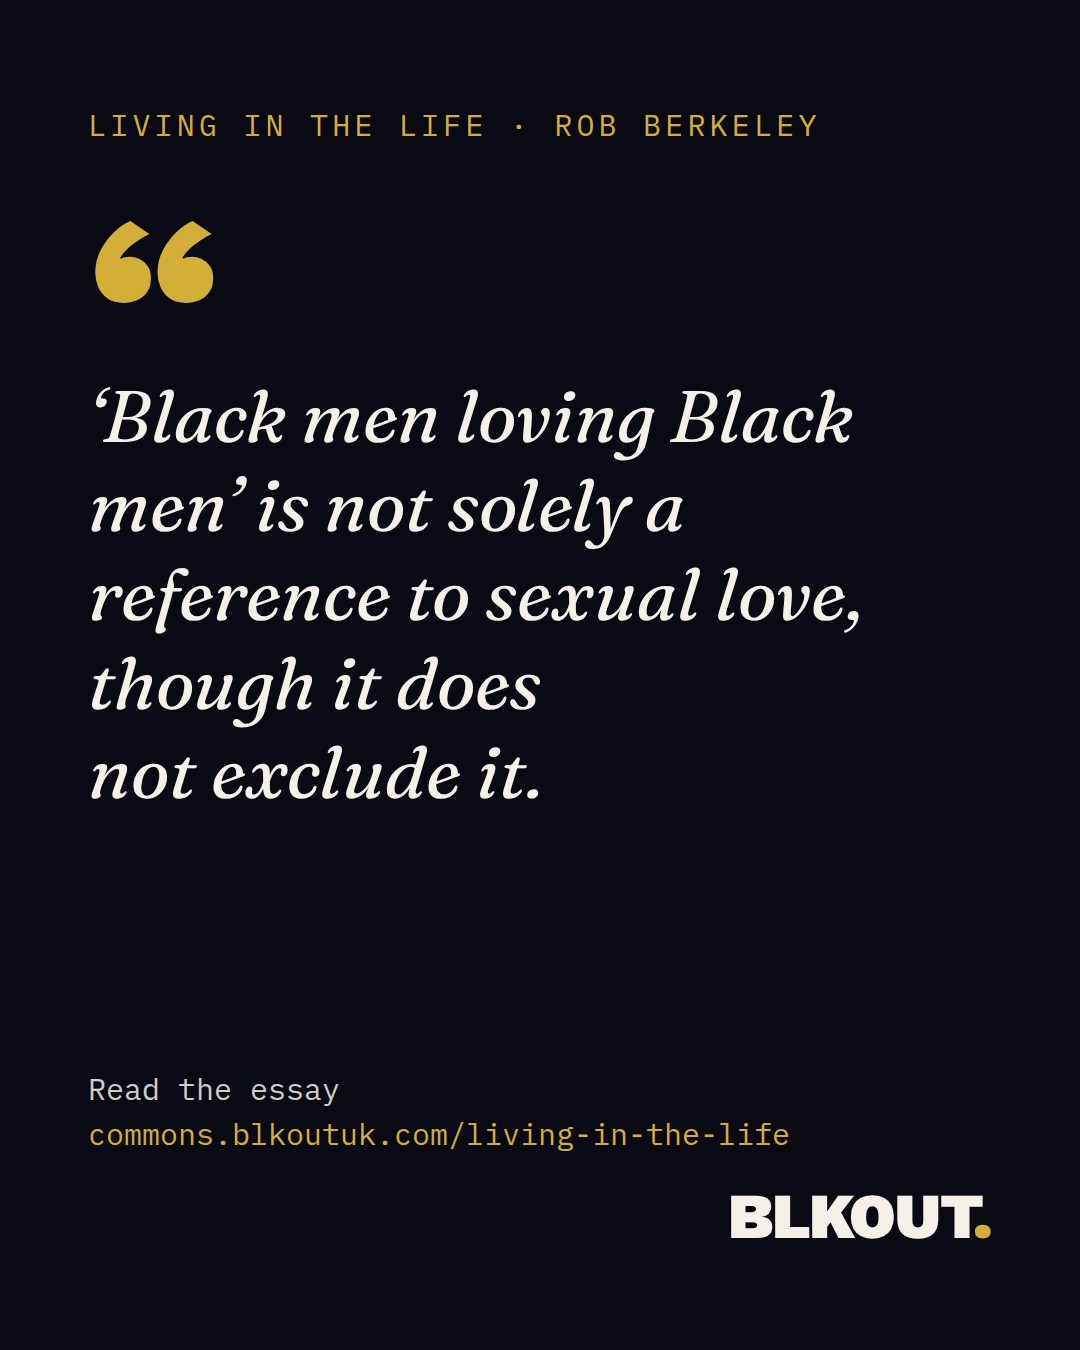 LIVING IN THE LIFE · ROB BERKELEY
“
‘Black men loving Black
men’ is not solely a
reference to sexual love,
though it does
not exclude it.
Read the essay
commons.blkoutuk.com/living-in-the-life
BLKOUT.